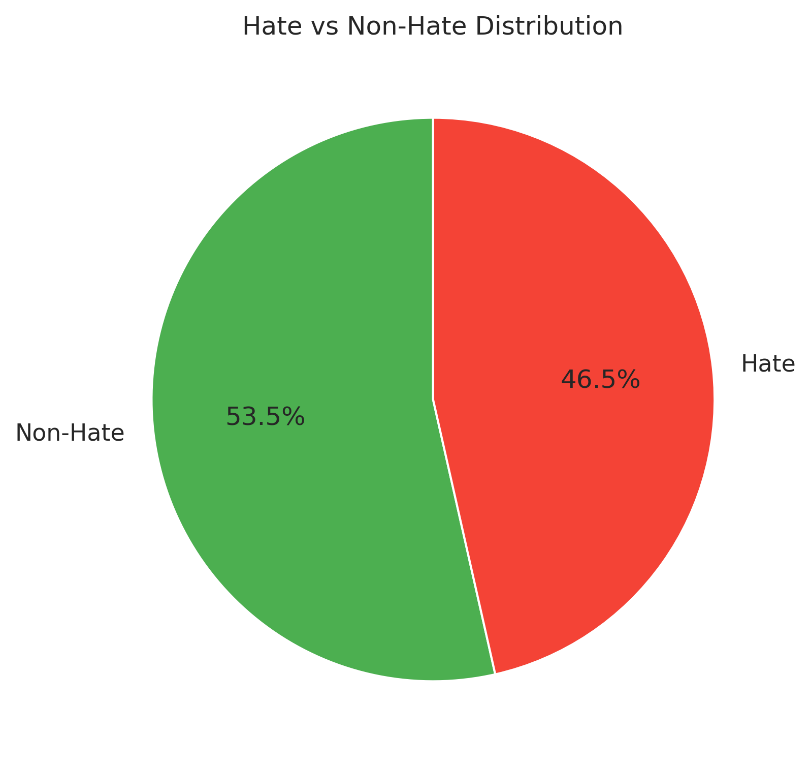 Hate vs Non-Hate Distribution
Hate
46.5%
53.5%
Non-Hate